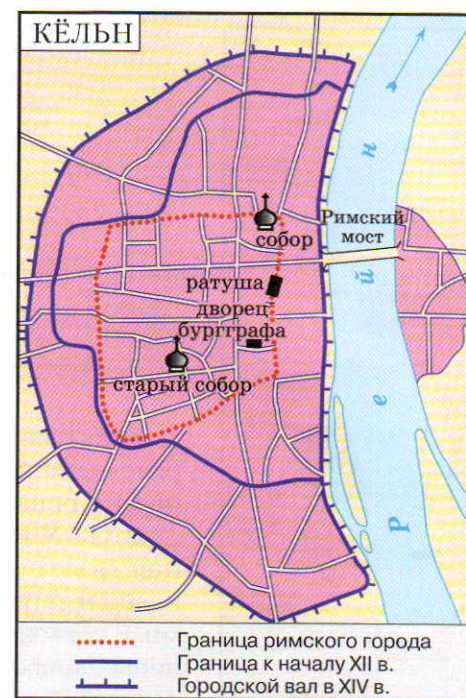 КЁЛЬН
Римский
мост
собор
ратуша
дворец
бургграфа
старый собор
Рейн
Граница римского города
Граница к началу XII в.
Городской вал в XIV в.